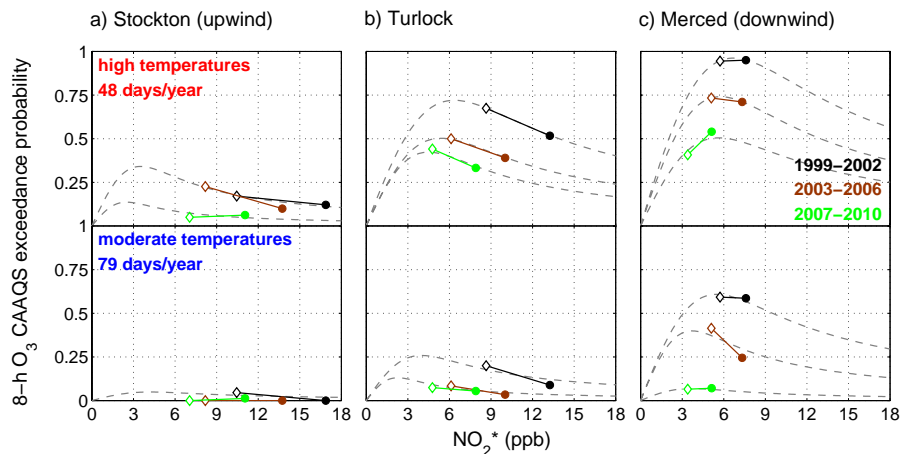 a) Stockton (upwind)
b) Turlock
c) Merced (downwind)
8−h O3 CAAQS exceedance probability
1
0.75
0.5
0.25
1
0.75
0.5
0.25
0
high temperatures
48 days/year
moderate temperatures
79 days/year
1999−2002
2003−2006
2007−2010
0 3 6 9 12 15 18
0 3 6 9 12 15 18
0 3 6 9 12 15 18
NO2* (ppb)